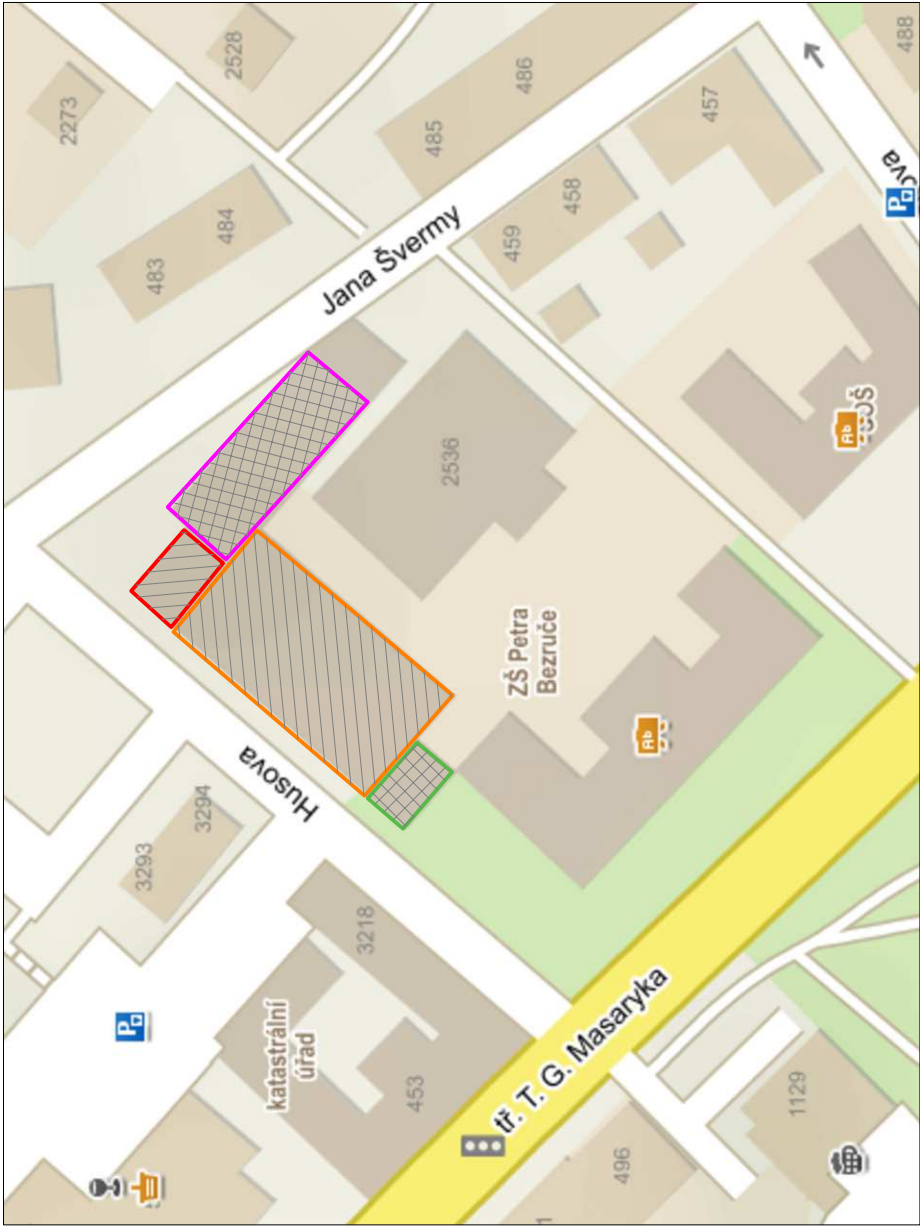 2273
2528
488
486
485
457
484
483
458
459
Jana Švermy
ova
2536
ZŠ Petra
Bezruče
Husova
3294
3293
3218
katastrální
úřad
453
tř. T. G. Masaryka
1129
496
1
P
P